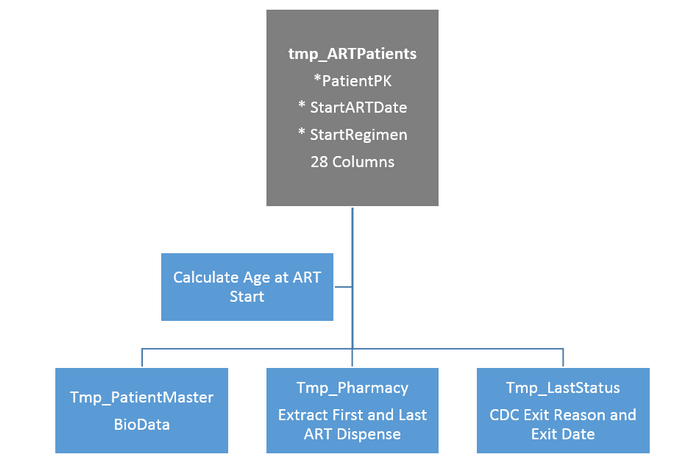 tmp_ARTPatients
*PatientPK
* StartARTDate
* StartRegimen
28 Columns
Calculate Age at ART
Start
Tmp_PatientMaster
BioData
Tmp_Pharmacy
Extract First and Last
ART Dispense
Tmp_LastStatus
CDC Exit Reason and
Exit Date